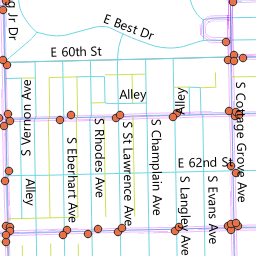 g Jr Dr
E Best Dr
E 60th St
Alley
Alley
S Vernon Ave
S Cottage Grove Ave
S Eberhart Ave
S Rhodes Ave
S St Lawrence Ave
S Champlain Ave
E 62nd St
Alley
S Langley Ave
S Evans Ave